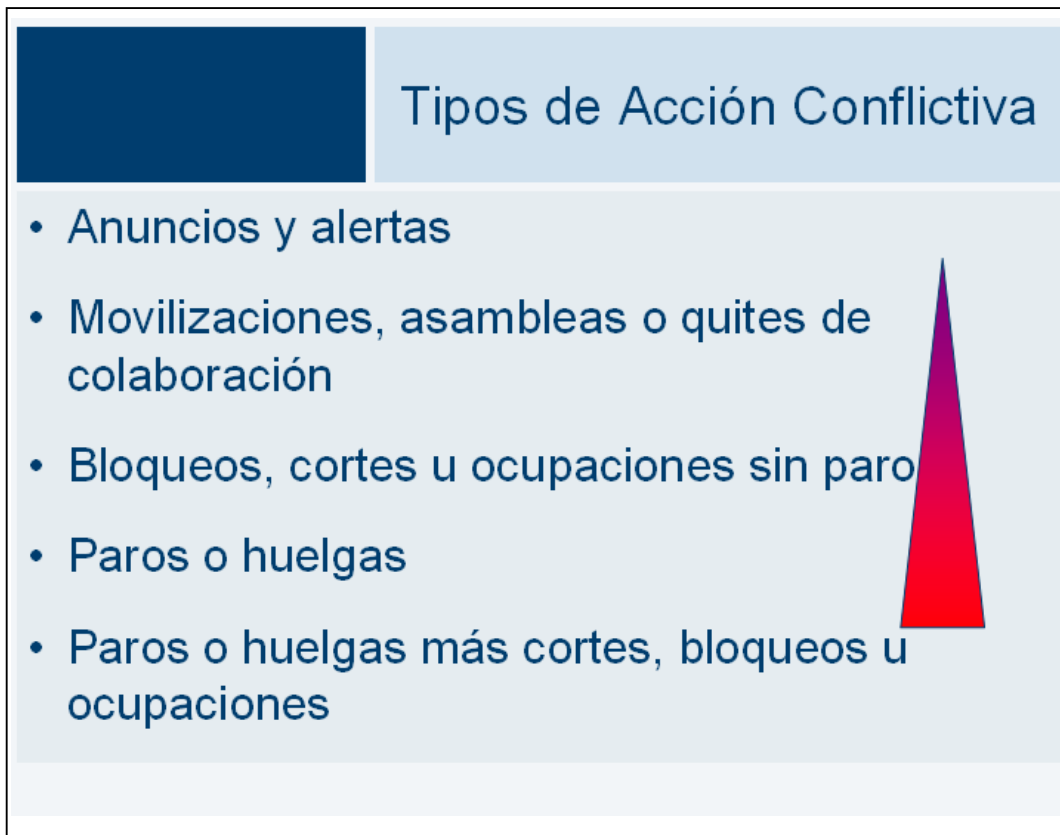 Tipos de Acción Conflictiva
• Anuncios y alertas
• Movilizaciones, asambleas o quites de
colaboración
• Bloqueos, cortes u ocupaciones sin paro
• Paros o huelgas
• Paros o huelgas más cortes, bloqueos u
ocupaciones